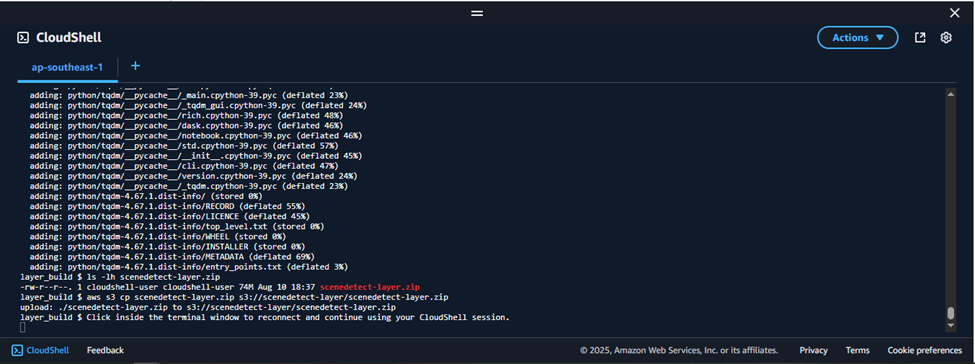 CloudShell
Actions ▼
ap-southeast-1
+
adding: python/tqdm/__pycache__/_main.cpython-39.pyc (deflated 23%)
adding: python/tqdm/__pycache__/_tqdm_gui.cpython-39.pyc (deflated 24%)
adding: python/tqdm/__pycache__/rich.cpython-39.pyc (deflated 48%)
adding: python/tqdm/__pycache__/dask.cpython-39.pyc (deflated 46%)
adding: python/tqdm/__pycache__/notebook.cpython-39.pyc (deflated 46%)
adding: python/tqdm/__pycache__/std.cpython-39.pyc (deflated 57%)
adding: python/tqdm/__pycache__/__init__.cpython-39.pyc (deflated 45%)
adding: python/tqdm/__pycache__/cli.cpython-39.pyc (deflated 47%)
adding: python/tqdm/__pycache__/version.cpython-39.pyc (deflated 24%)
adding: python/tqdm/__pycache__/_tqdm.cpython-39.pyc (deflated 23%)
adding: python/tqdm-4.67.1.dist-info/ (stored 0%)
adding: python/tqdm-4.67.1.dist-info/RECORD (deflated 55%)
adding: python/tqdm-4.67.1.dist-info/LICENCE (deflated 45%)
adding: python/tqdm-4.67.1.dist-info/top_level.txt (stored 0%)
adding: python/tqdm-4.67.1.dist-info/WHEEL (stored 0%)
adding: python/tqdm-4.67.1.dist-info/INSTALLER (stored 0%)
adding: python/tqdm-4.67.1.dist-info/METADATA (deflated 69%)
adding: python/tqdm-4.67.1.dist-info/entry_points.txt (deflated 3%)
layer_build $ ls -lh scenedetect-layer.zip
-rw-r--r--. 1 cloudshell-user cloudshell-user 74M Aug 10 18:37 scenedetect-layer.zip
layer_build $ aws s3 cp scenedetect-layer.zip s3://scenedetect-layer/scenedetect-layer.zip
upload: ./scenedetect-layer.zip to s3://scenedetect-layer/scenedetect-layer.zip
layer_build $ Click inside the terminal window to reconnect and continue using your CloudShell session.
CloudShell Feedback © 2025, Amazon Web Services, Inc. or its affiliates. Privacy Terms Cookie preferences